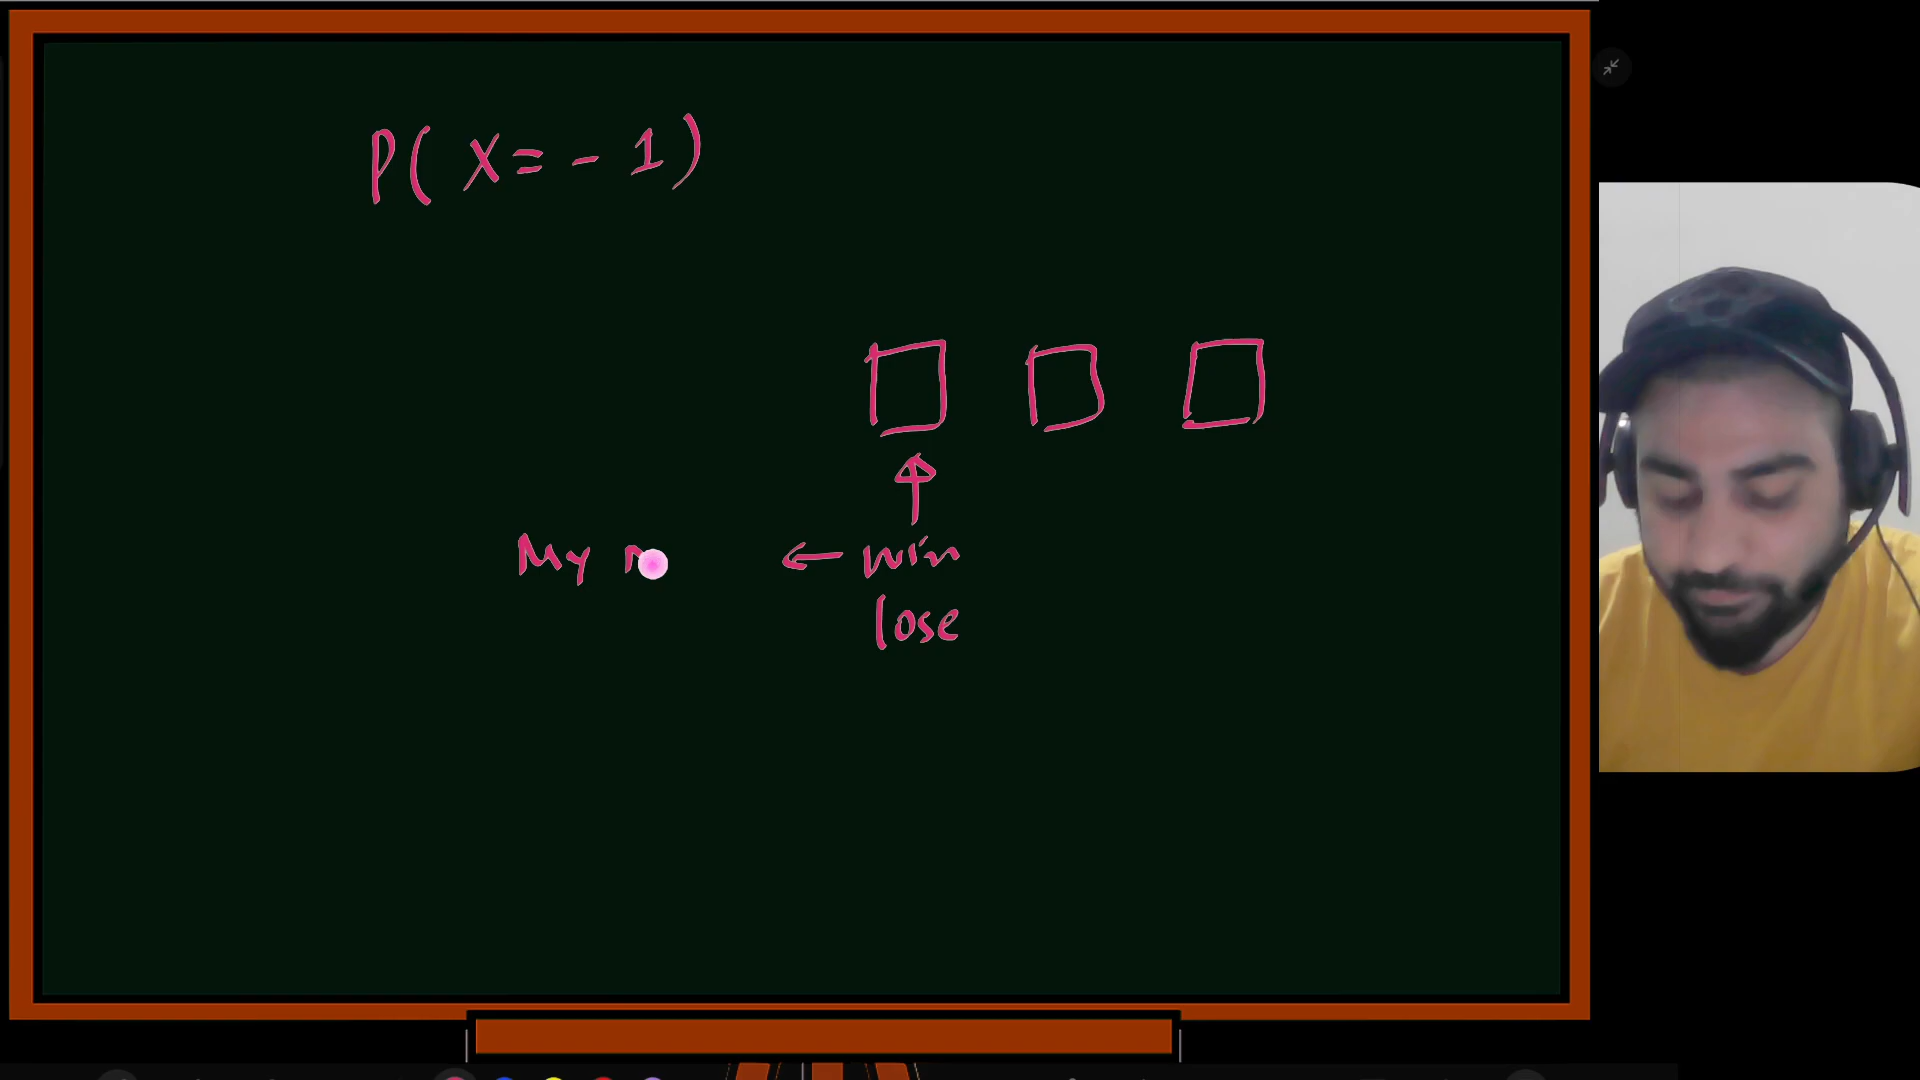 P( X = - 1 )
My ← win
lose